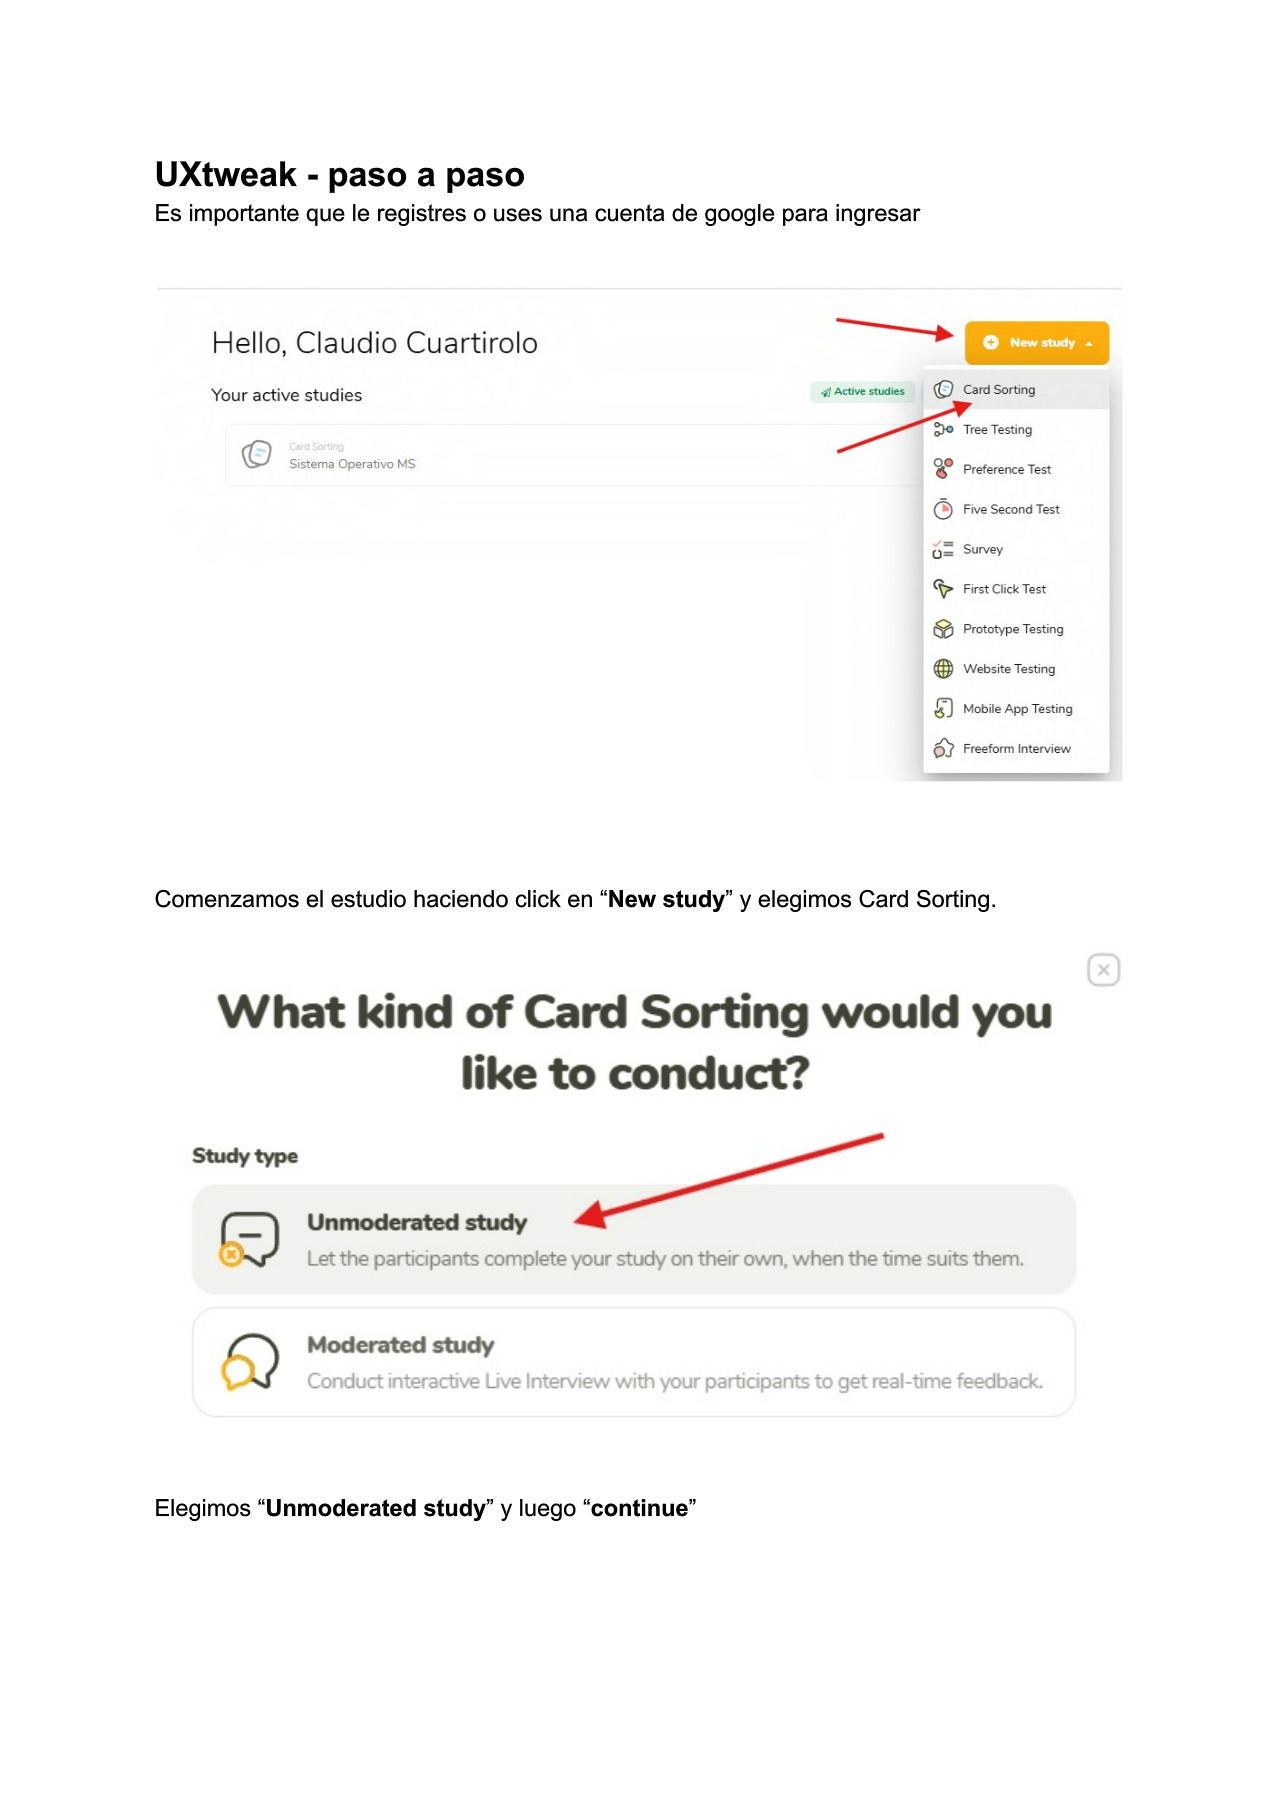 UXtweak - paso a paso
Es importante que le registres o uses una cuenta de google para ingresar
Hello, Claudio Cuartirolo
New study
Your active studies
Active studies
Card Sorting
Sistema Operativo MS
Card Sorting
Tree Testing
Preference Test
Five Second Test
Survey
First Click Test
Prototype Testing
Website Testing
Mobile App Testing
Freeform Interview
Comenzamos el estudio haciendo click en “New study” y elegimos Card Sorting.
What kind of Card Sorting would you
like to conduct?
Study type
Unmoderated study
Let the participants complete your study on their own, when the time suits them.
Moderated study
Conduct interactive Live Interview with your participants to get real-time feedback.
Elegimos “Unmoderated study” y luego “continue”